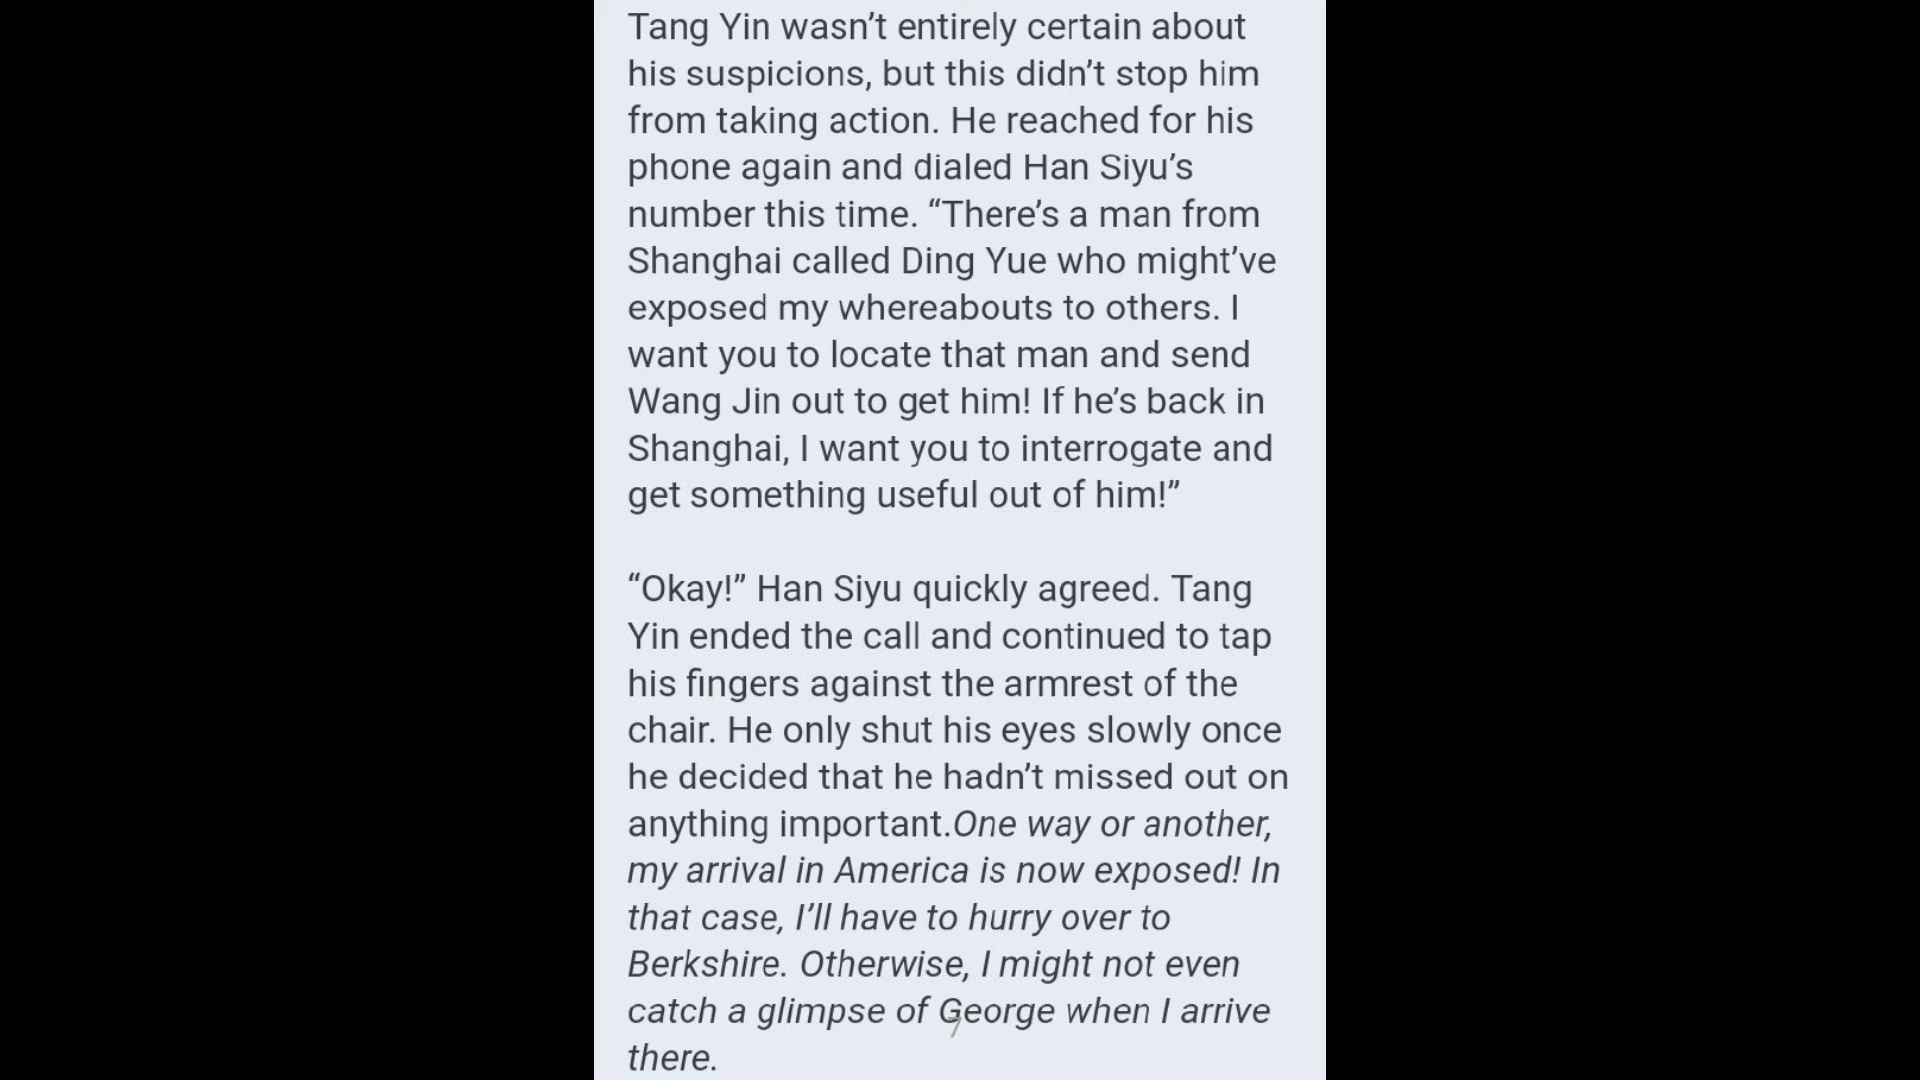 Tang Yin wasn’t entirely certain about
his suspicions, but this didn’t stop him
from taking action. He reached for his
phone again and dialed Han Siyu’s
number this time. “There’s a man from
Shanghai called Ding Yue who might’ve
exposed my whereabouts to others. I
want you to locate that man and send
Wang Jin out to get him! If he’s back in
Shanghai, I want you to interrogate and
get something useful out of him!”
“Okay!” Han Siyu quickly agreed. Tang
Yin ended the call and continued to tap
his fingers against the armrest of the
chair. He only shut his eyes slowly once
he decided that he hadn’t missed out on
anything important.One way or another,
my arrival in America is now exposed! In
that case, I’ll have to hurry over to
Berkshire. Otherwise, I might not even
catch a glimpse of George when I arrive
7
there.